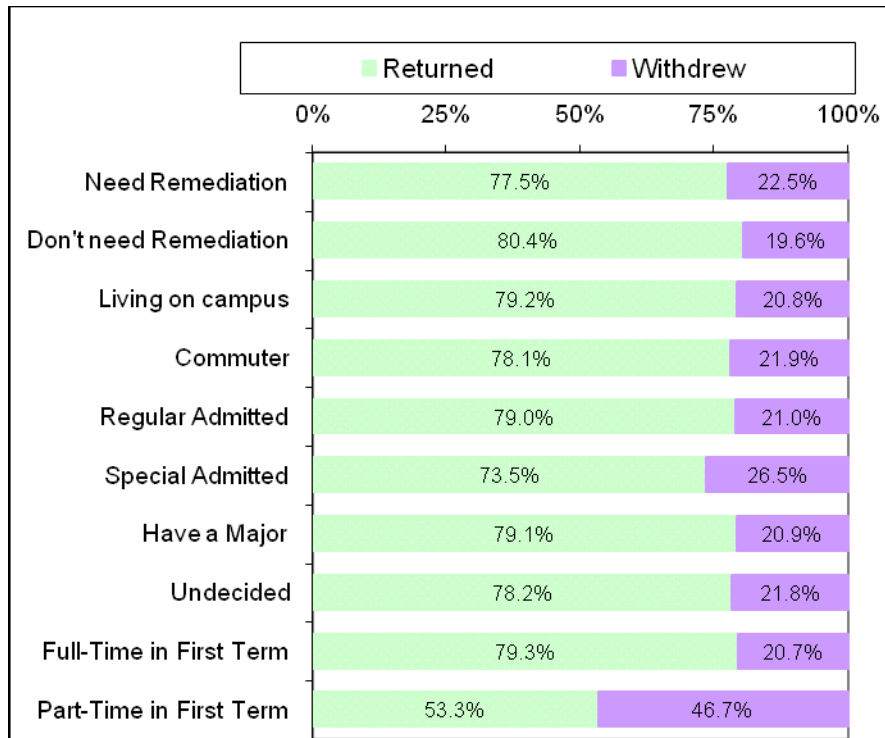 Returned Withdrew
0% 25% 50% 75% 100%
Need Remediation 77.5% 22.5%
Don't need Remediation 80.4% 19.6%
Living on campus 79.2% 20.8%
Commuter 78.1% 21.9%
Regular Admitted 79.0% 21.0%
Special Admitted 73.5% 26.5%
Have a Major 79.1% 20.9%
Undecided 78.2% 21.8%
Full-Time in First Term 79.3% 20.7%
Part-Time in First Term 53.3% 46.7%